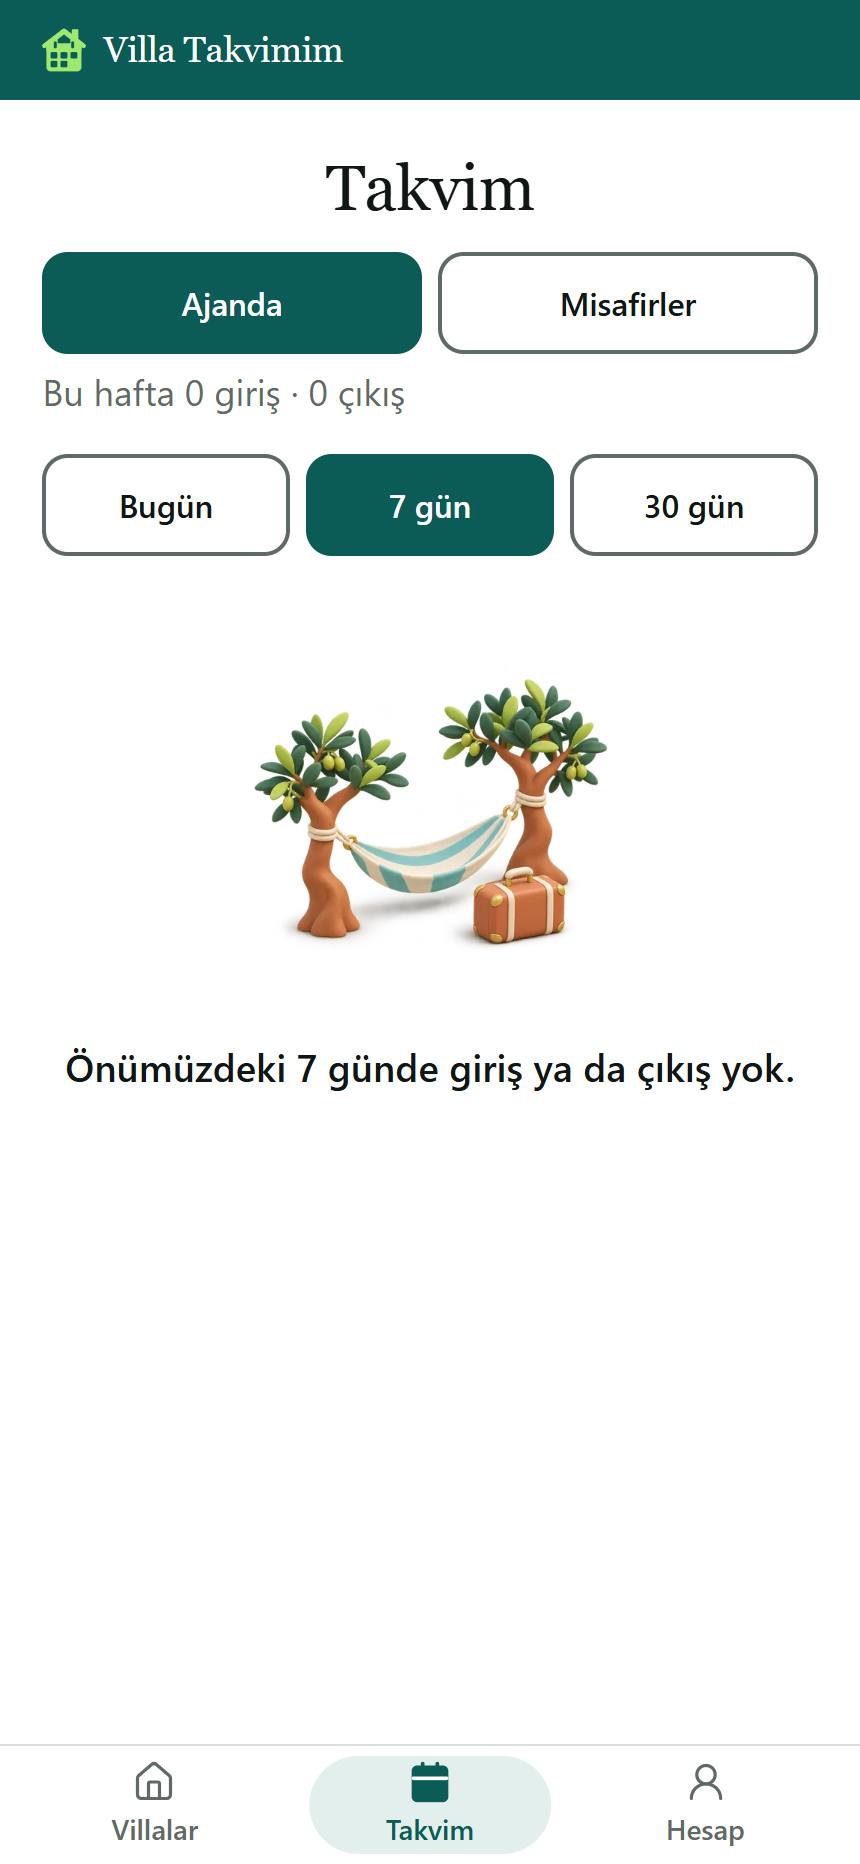 Villa Takvimim
Takvim
Ajanda
Misafirler
Bu hafta 0 giriş · 0 çıkış
Bugün
7 gün
30 gün
Önümüzdeki 7 günde giriş ya da çıkış yok.
Villalar
Takvim
Hesap